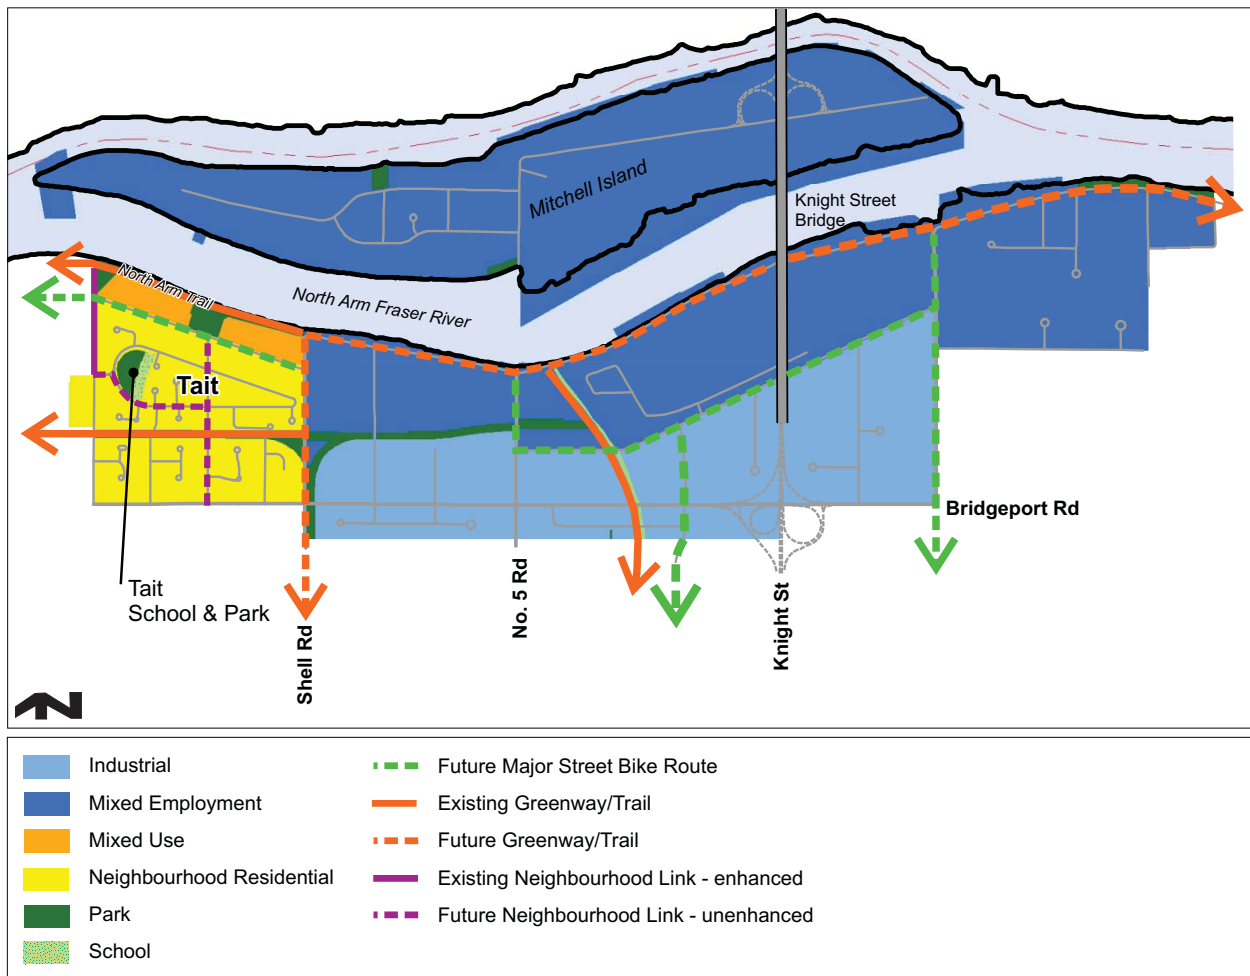 Mitchell Island
Knight Street
Bridge
North Arm Trail
North Arm Fraser River
Tait
Bridgeport Rd
Tait
School & Park
Shell Rd
No. 5 Rd
Knight St
N
Industrial
Mixed Employment
Mixed Use
Neighbourhood Residential
Park
School
Future Major Street Bike Route
Existing Greenway/Trail
Future Greenway/Trail
Existing Neighbourhood Link - enhanced
Future Neighbourhood Link - unenhanced